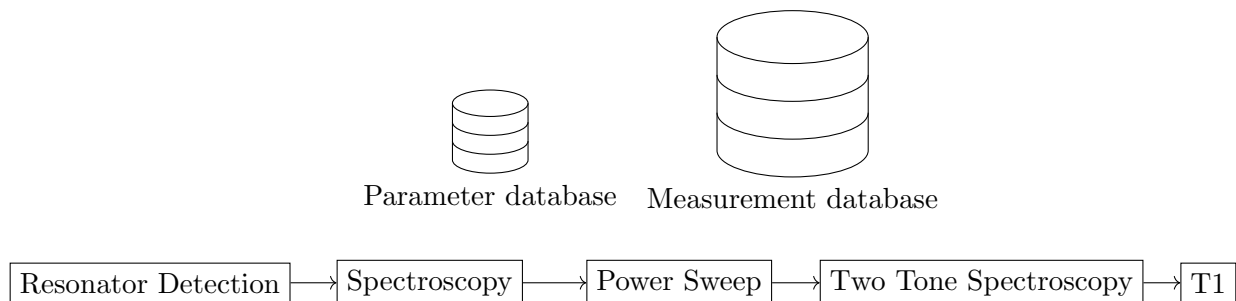 Parameter database
Measurement database
Resonator Detection
Spectroscopy
Power Sweep
Two Tone Spectroscopy
T1